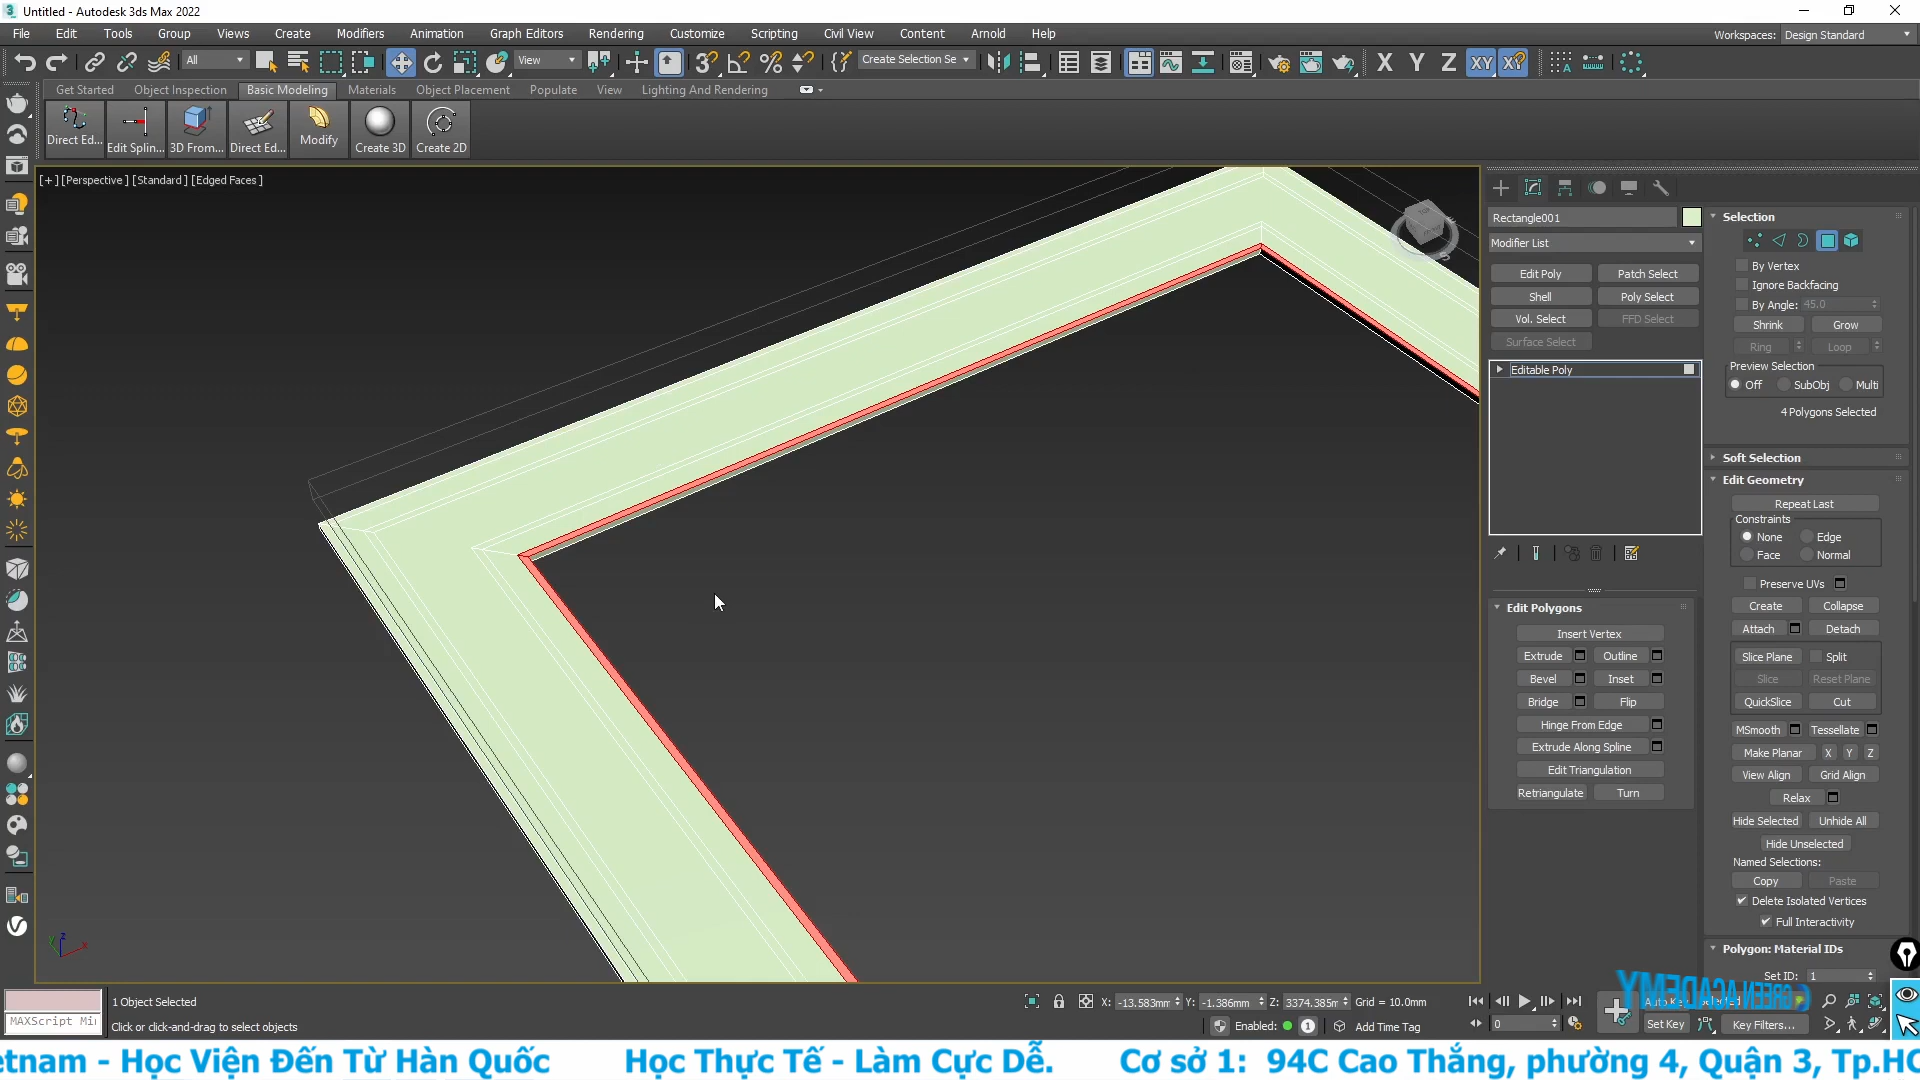 Untitled - Autodesk 3ds Max 2022
File Edit Tools Group Views Create Modifiers Animation Graph Editors Rendering Customize Scripting Civil View Content Arnold Help
Workspaces: Design Standard
All View Create Selection Se X Y Z XY
Get Started Object Inspection Basic Modeling Materials Object Placement Populate View Lighting And Rendering
Direct Ed... Edit Splin... 3D From... Direct Ed... Modify Create 3D Create 2D
[+] [Perspective] [Standard] [Edged Faces]
Rectangle001
Modifier List
Edit Poly Patch Select
Shell Poly Select
Vol. Select FFD Select
Surface Select
Editable Poly
Edit Polygons
Insert Vertex
Extrude Outline
Bevel Inset
Bridge Flip
Hinge From Edge
Extrude Along Spline
Edit Triangulation
Retriangulate Turn
Selection
By Vertex
Ignore Backfacing
By Angle: 45.0
Shrink Grow
Ring Loop
Preview Selection
Off SubObj Multi
4 Polygons Selected
Soft Selection
Edit Geometry
Repeat Last
Constraints
None Edge
Face Normal
Preserve UVs
Create Collapse
Attach Detach
Slice Plane Split
Slice Reset Plane
QuickSlice Cut
MSmooth Tessellate
Make Planar X Y Z
View Align Grid Align
Relax
Hide Selected Unhide All
Hide Unselected
Named Selections:
Copy Paste
Delete Isolated Vertices
Full Interactivity
Polygon: Material IDs
Set ID: 1
1 Object Selected
MAXScript Mi
Click or click-and-drag to select objects
X: -13.583mm Y: -1.386mm Z: 3374.385m Grid = 10.0mm
Enabled: 1 Add Time Tag
0
Auto Key
Set Key Key Filters...
GREEN ACADEMY
etnam - Học Viện Đến Từ Hàn Quốc Học Thực Tế - Làm Cực Dễ. Cơ sở 1: 94C Cao Thắng, phường 4, Quận 3, Tp.HC